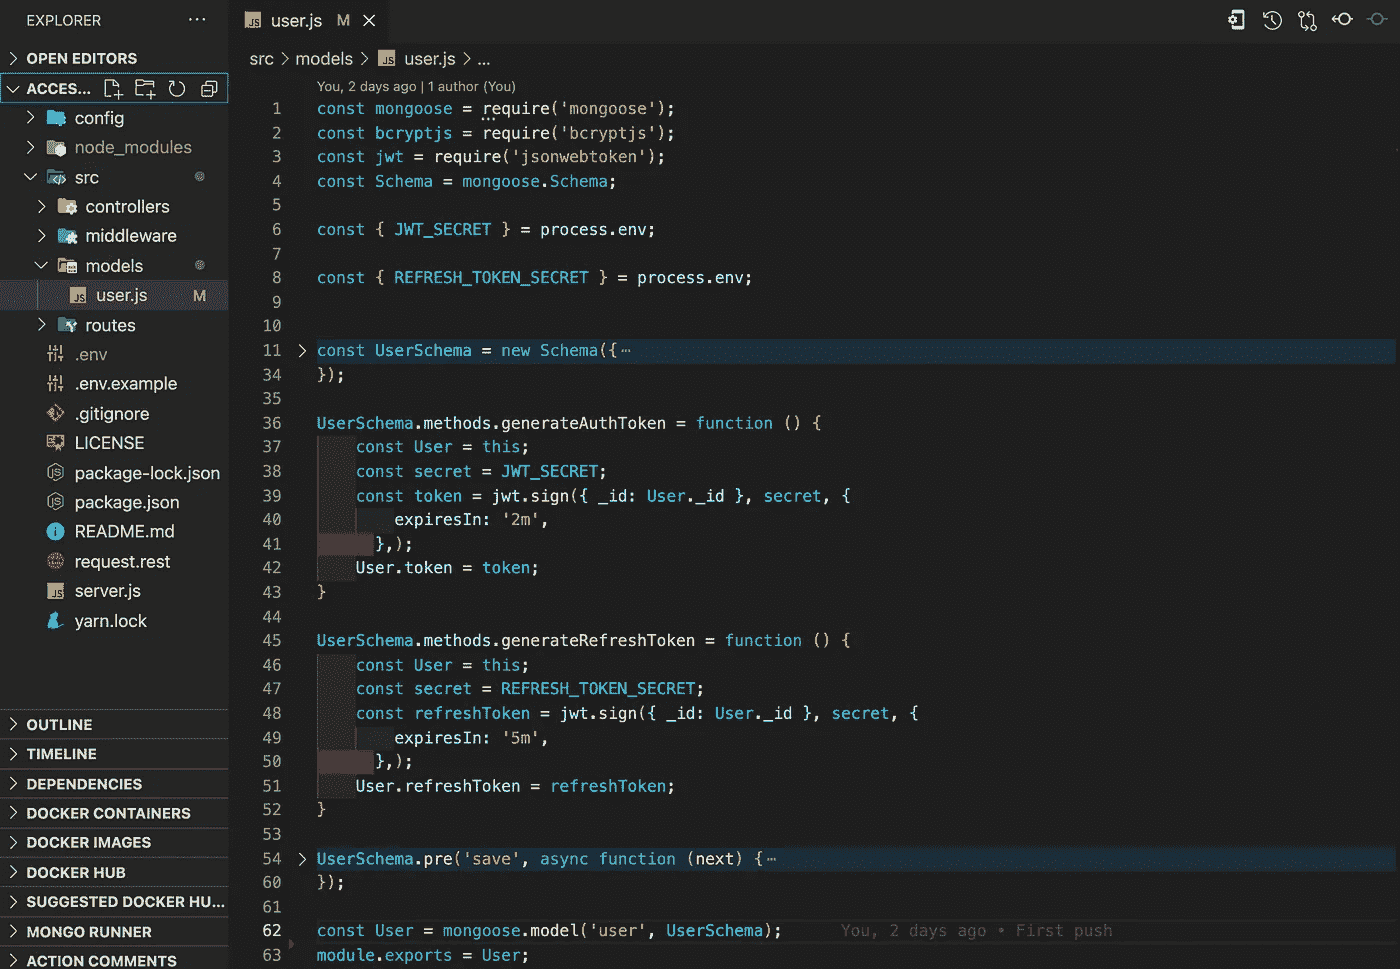 EXPLORER ...
OPEN EDITORS
ACCES...
config
node_modules
src
controllers
middleware
models
user.js M
routes
.env
.env.example
.gitignore
LICENSE
package-lock.json
package.json
README.md
request.rest
server.js
yarn.lock
OUTLINE
TIMELINE
DEPENDENCIES
DOCKER CONTAINERS
DOCKER IMAGES
DOCKER HUB
SUGGESTED DOCKER HU...
MONGO RUNNER
ACTION COMMENTS
JS user.js M
src > models > JS user.js > ...
You, 2 days ago | 1 author (You)
1 const mongoose = require('mongoose');
2 const bcryptjs = require('bcryptjs');
3 const jwt = require('jsonwebtoken');
4 const Schema = mongoose.Schema;
5
6 const { JWT_SECRET } = process.env;
7
8 const { REFRESH_TOKEN_SECRET } = process.env;
9
10
11 const UserSchema = new Schema({…
34 });
35
36 UserSchema.methods.generateAuthToken = function () {
37 const User = this;
38 const secret = JWT_SECRET;
39 const token = jwt.sign({ _id: User._id }, secret, {
40 expiresIn: '2m',
41 },);
42 User.token = token;
43 }
44
45 UserSchema.methods.generateRefreshToken = function () {
46 const User = this;
47 const secret = REFRESH_TOKEN_SECRET;
48 const refreshToken = jwt.sign({ _id: User._id }, secret, {
49 expiresIn: '5m',
50 },);
51 User.refreshToken = refreshToken;
52 }
53
54 UserSchema.pre('save', async function (next) {…
60 });
61
62 const User = mongoose.model('user', UserSchema); You, 2 days ago • First push
63 module.exports = User;